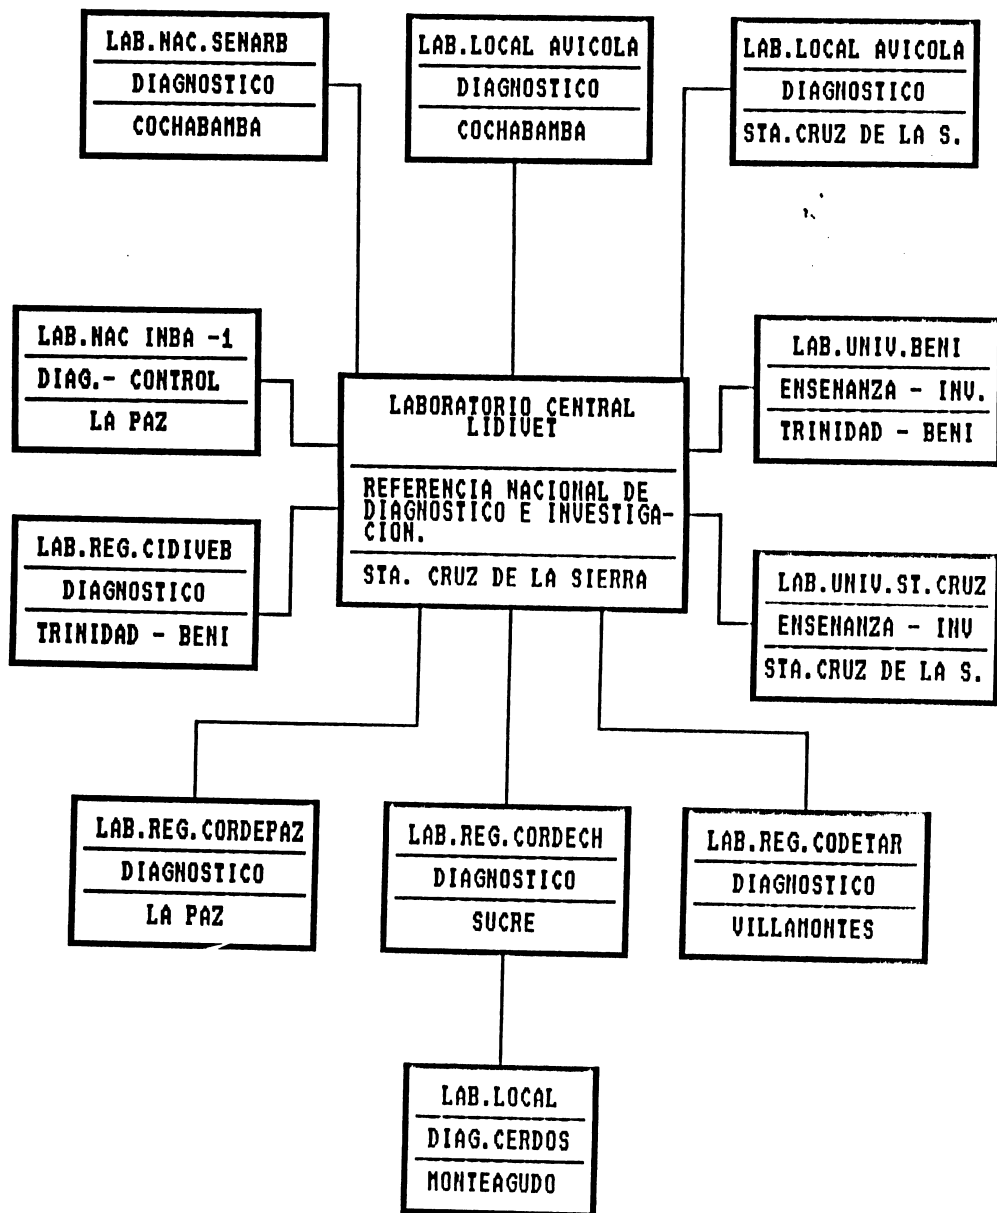 LAB.NAC.SENARB
DIAGNOSTICO
COCHABAMBA
LAB.LOCAL AVICOLA
DIAGNOSTICO
COCHABAMBA
LAB.LOCAL AVICOLA
DIAGNOSTICO
STA.CRUZ DE LA S.
LAB.NAC INBA -1
DIAG.- CONTROL
LA PAZ
LABORATORIO CENTRAL
LIDIVET
REFERENCIA NACIONAL DE
DIAGNOSTICO E INVESTIGA-
CION.
STA. CRUZ DE LA SIERRA
LAB.UNIV.BENI
ENSENANZA - INV.
TRINIDAD - BENI
LAB.REG.CIDIVEB
DIAGNOSTICO
TRINIDAD - BENI
LAB.UNIV.ST.CRUZ
ENSENANZA - INV
STA.CRUZ DE LA S.
LAB.REG.CORDEPAZ
DIAGNOSTICO
LA PAZ
LAB.REG.CORDECH
DIAGNOSTICO
SUCRE
LAB.REG.CODETAR
DIAGNOSTICO
VILLAMONTES
LAB.LOCAL
DIAG.CERDOS
MONTEAGUDO